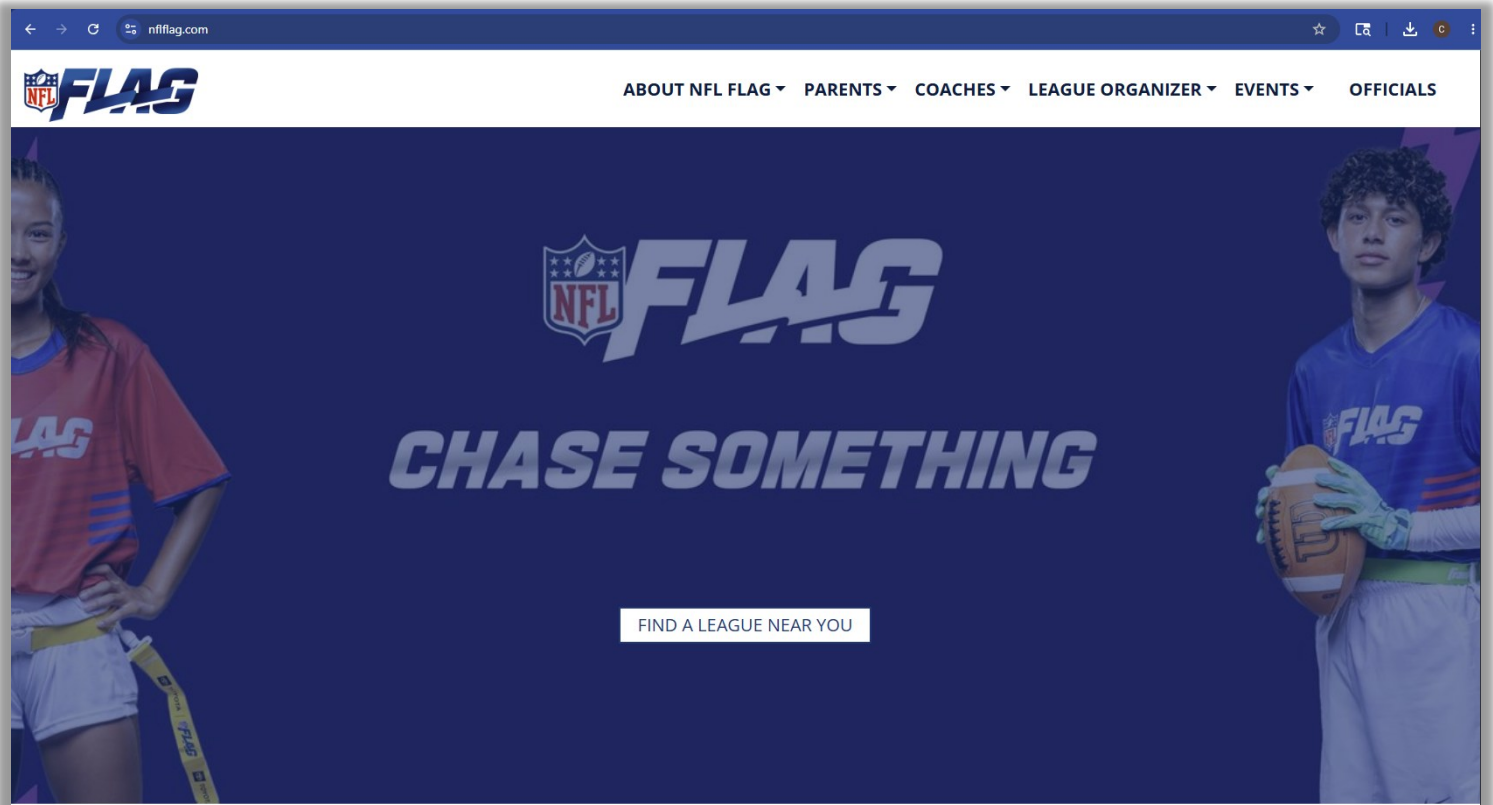 nflflag.com
C
NFL FLAG
ABOUT NFL FLAG PARENTS COACHES LEAGUE ORGANIZER EVENTS OFFICIALS
NFL FLAG
CHASE SOMETHING
FLAG
FIND A LEAGUE NEAR YOU
FLAG